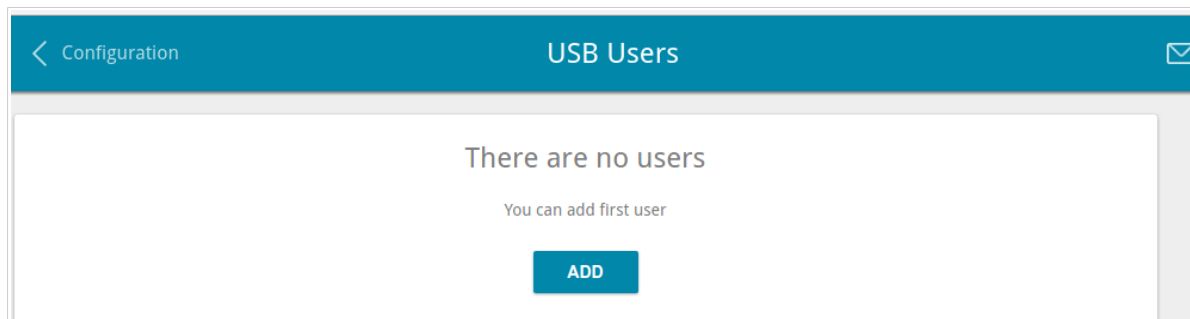 Configuration
USB Users
There are no users
You can add first user
ADD